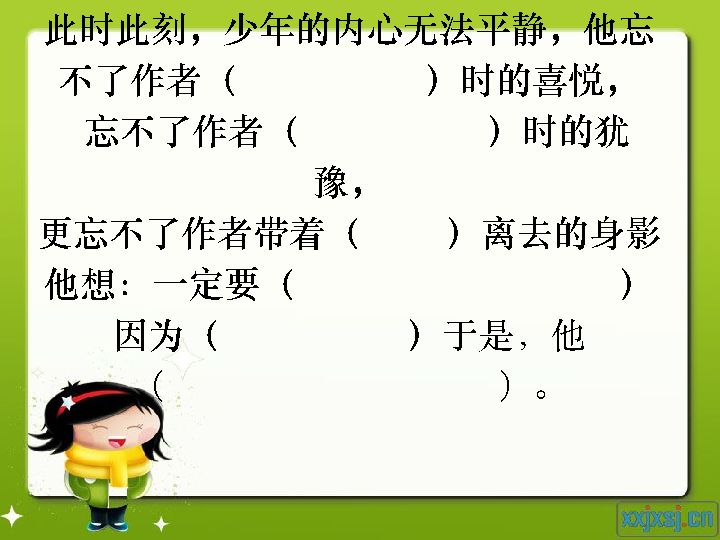 此时此刻，少年的内心无法平静，他忘
不了作者（ ）时的喜悦，
忘不了作者（ ）时的犹
豫，
更忘不了作者带着（ ）离去的身影
他想：一定要（ ）
因为（ ）于是，他
（ ）。
xxjxsj.cn